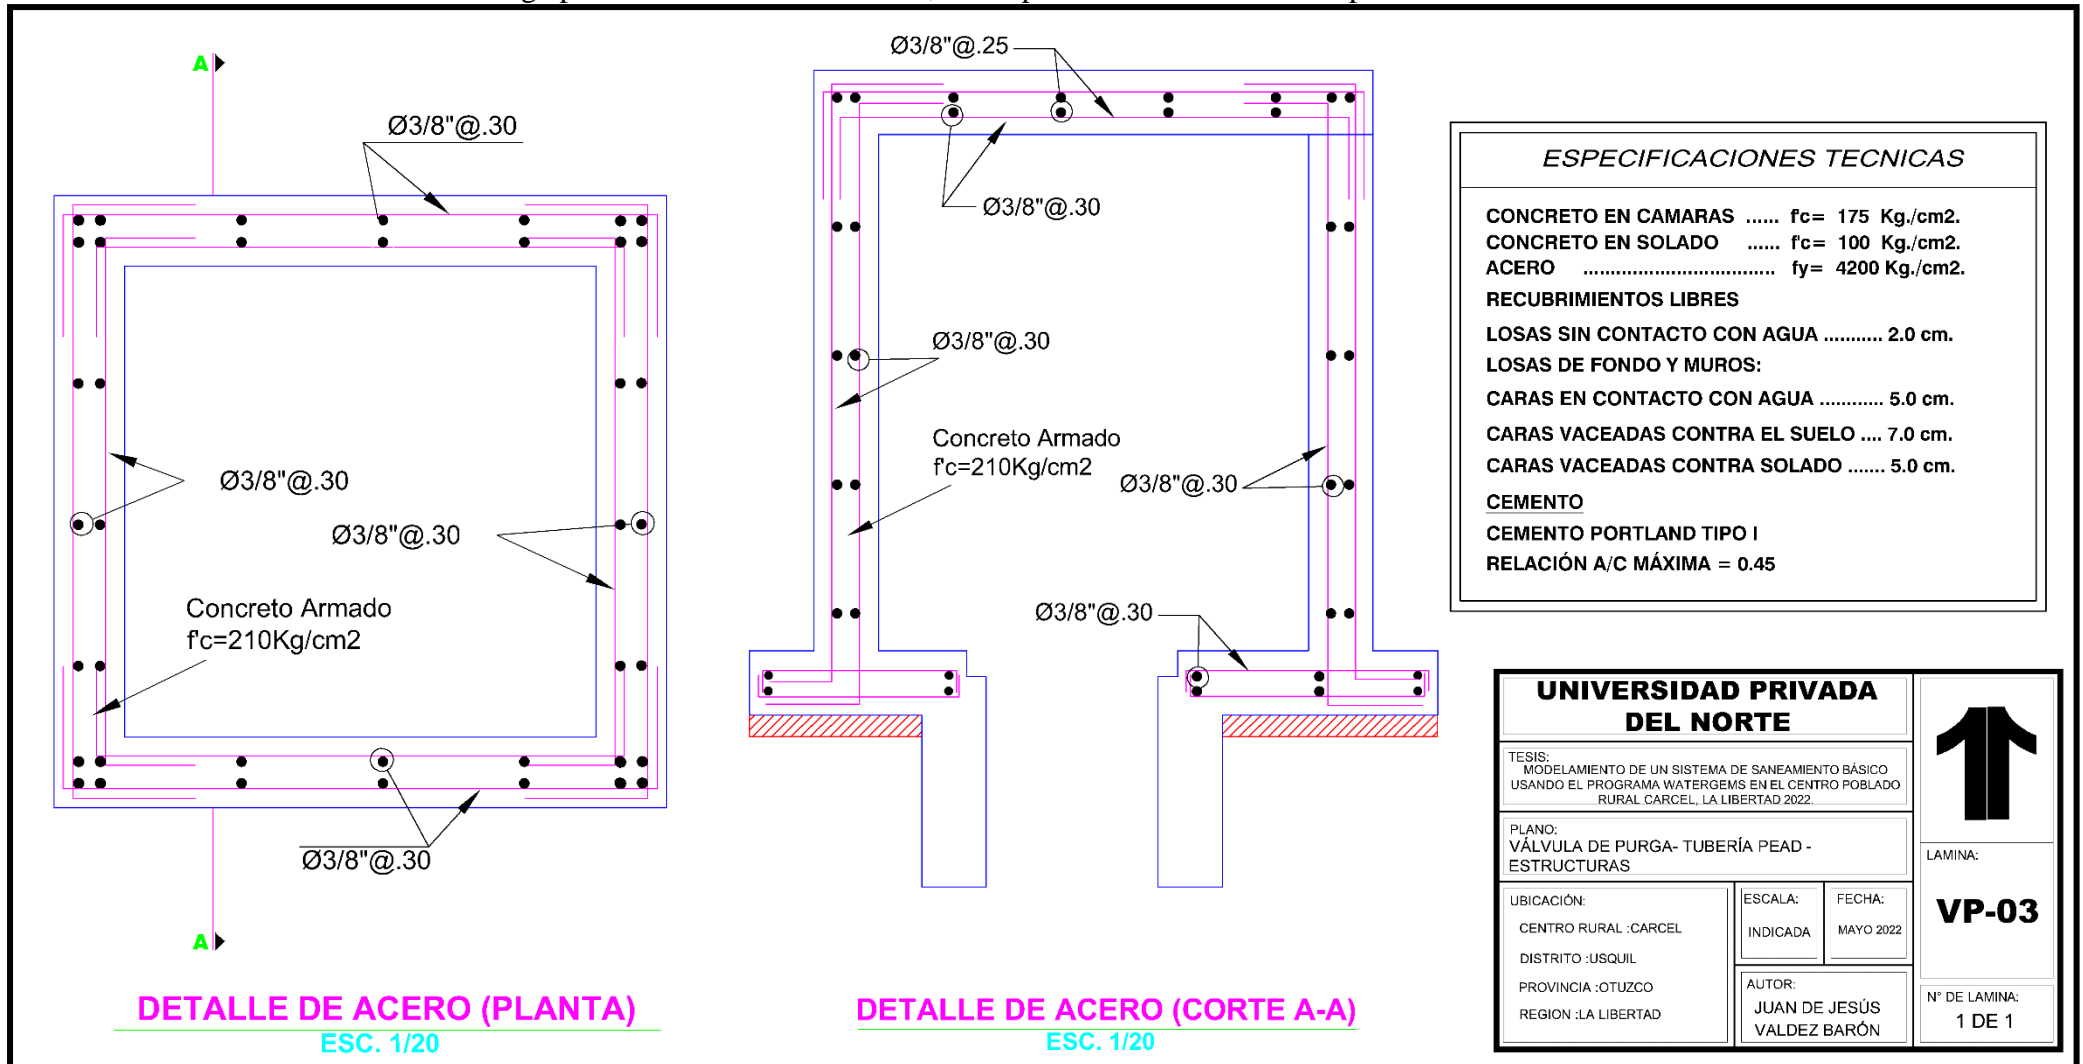 A
Ø3/8"@.30
Ø3/8"@.30
Ø3/8"@.30
Concreto Armado
f'c=210Kg/cm2
Ø3/8"@.30
A
DETALLE DE ACERO (PLANTA)
ESC. 1/20
Ø3/8"@.25
Ø3/8"@.30
Ø3/8"@.30
Concreto Armado
f'c=210Kg/cm2
Ø3/8"@.30
Ø3/8"@.30
DETALLE DE ACERO (CORTE A-A)
ESC. 1/20
ESPECIFICACIONES TECNICAS
CONCRETO EN CAMARAS ...... f'c= 175 Kg./cm2.
CONCRETO EN SOLADO ...... f'c= 100 Kg./cm2.
ACERO ................................... fy= 4200 Kg./cm2.
RECUBRIMIENTOS LIBRES
LOSAS SIN CONTACTO CON AGUA ........... 2.0 cm.
LOSAS DE FONDO Y MUROS:
CARAS EN CONTACTO CON AGUA ............ 5.0 cm.
CARAS VACEADAS CONTRA EL SUELO .... 7.0 cm.
CARAS VACEADAS CONTRA SOLADO ....... 5.0 cm.
CEMENTO
CEMENTO PORTLAND TIPO I
RELACIÓN A/C MÁXIMA = 0.45
UNIVERSIDAD PRIVADA
DEL NORTE
TESIS:
MODELAMIENTO DE UN SISTEMA DE SANEAMIENTO BÁSICO
USANDO EL PROGRAMA WATERGEMS EN EL CENTRO POBLADO
RURAL CARCEL, LA LIBERTAD 2022.
PLANO:
VÁLVULA DE PURGA- TUBERÍA PEAD -
ESTRUCTURAS
UBICACIÓN:
CENTRO RURAL :CARCEL
DISTRITO :USQUIL
PROVINCIA :OTUZCO
REGION :LA LIBERTAD
ESCALA:
INDICADA
FECHA:
MAYO 2022
AUTOR:
JUAN DE JESÚS
VALDEZ BARÓN
LAMINA:
VP-03
N° DE LAMINA:
1 DE 1